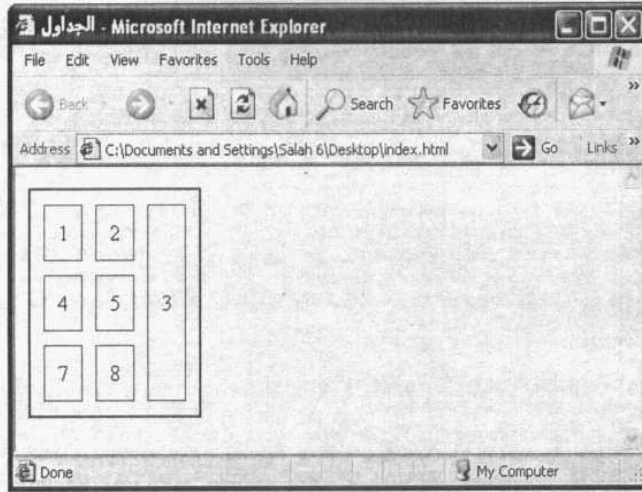 الجداول - Microsoft Internet Explorer
File Edit View Favorites Tools Help
Back Search Favorites »
Address C:\Documents and Settings\Salah 6\Desktop\index.html Go Links »
1 2
4 5 3
7 8
Done My Computer